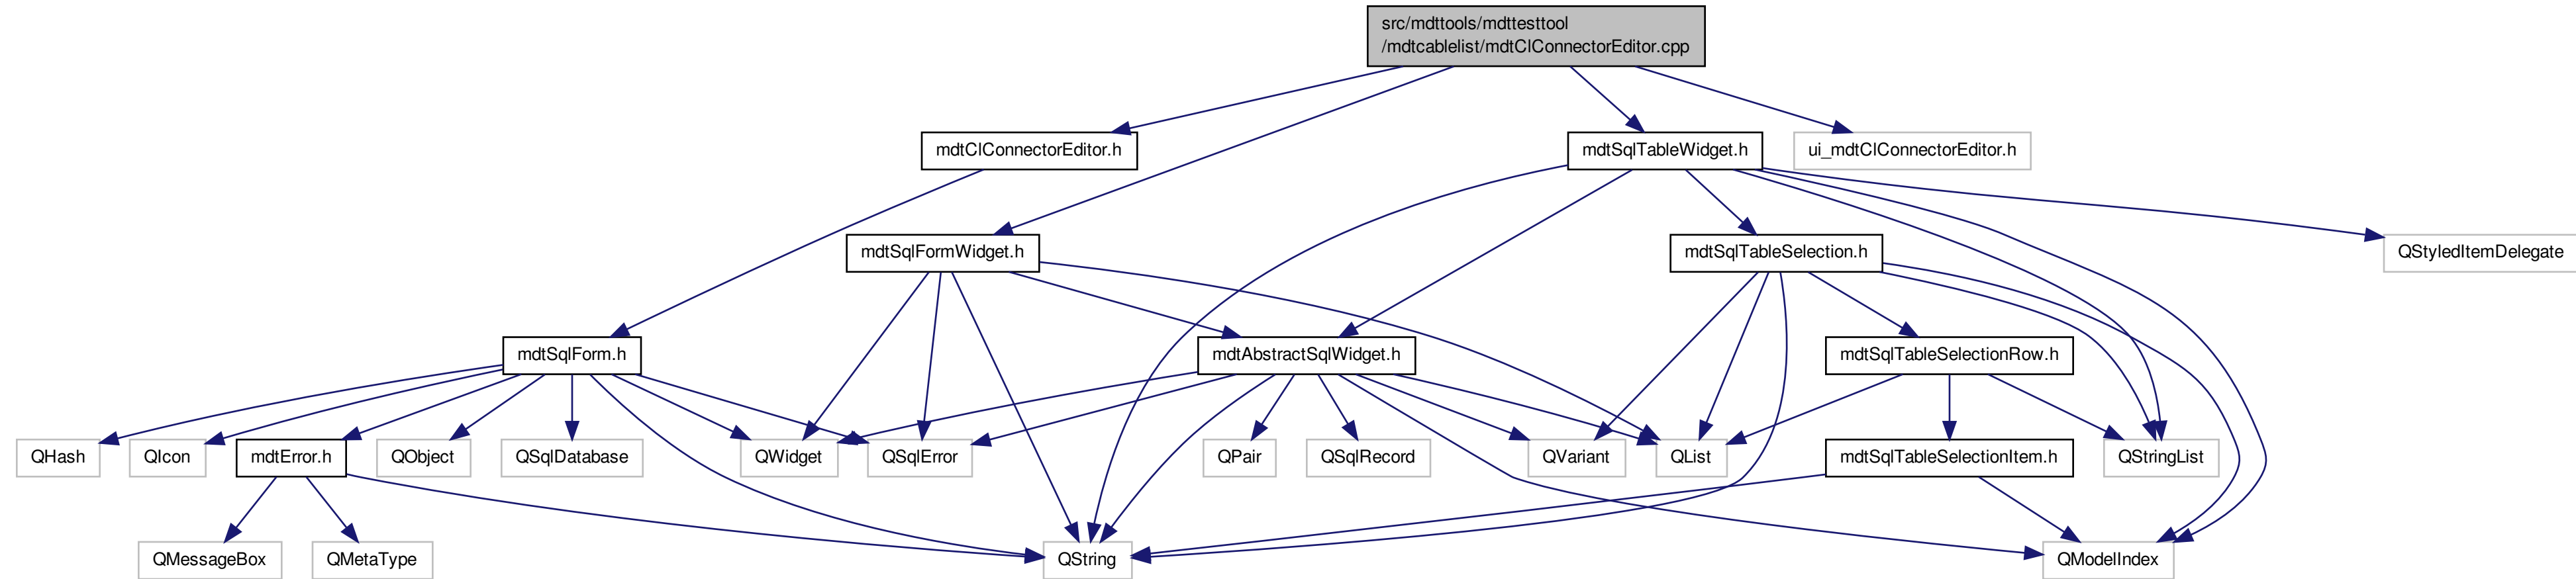 src/mdttools/mdttesttool
/mdtcablelist/mdtClConnectorEditor.cpp
mdtClConnectorEditor.h
mdtSqlTableWidget.h
ui_mdtClConnectorEditor.h
mdtSqlFormWidget.h
mdtSqlTableSelection.h
QStyledItemDelegate
mdtSqlForm.h
mdtAbstractSqlWidget.h
mdtSqlTableSelectionRow.h
QHash
QIcon
mdtError.h
QObject
QSqlDatabase
QWidget
QSqlError
QPair
QSqlRecord
QVariant
QList
mdtSqlTableSelectionItem.h
QStringList
QMessageBox
QMetaType
QString
QModelIndex